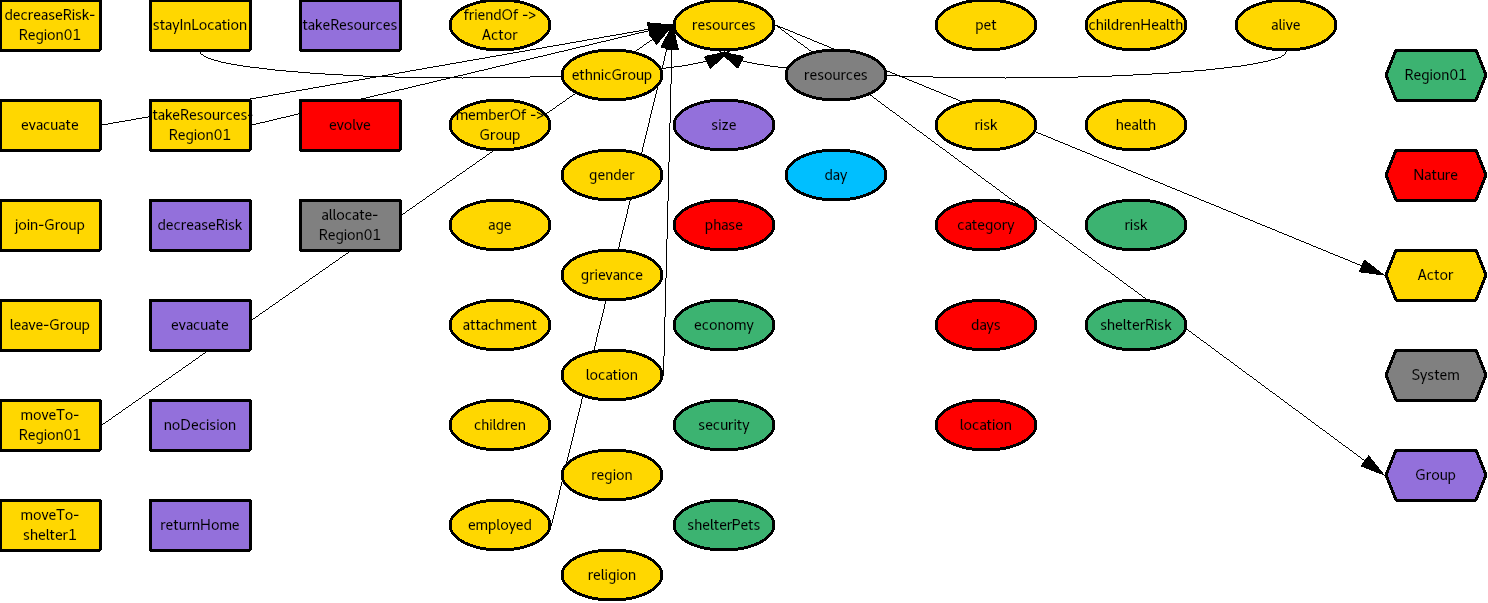 decreaseRisk-
Region01
stayInLocation
takeResources
friendOf ->
Actor
resources
pet
childrenHealth
alive
ethnicGroup
resources
Region01
evacuate
takeResources-
Region01
evolve
memberOf ->
Group
size
risk
health
gender
day
Nature
join-Group
decreaseRisk
allocate-
Region01
age
phase
category
risk
grievance
Actor
leave-Group
evacuate
attachment
economy
days
shelterRisk
location
System
moveTo-
Region01
noDecision
children
security
location
region
Group
moveTo-
shelter1
returnHome
employed
shelterPets
religion